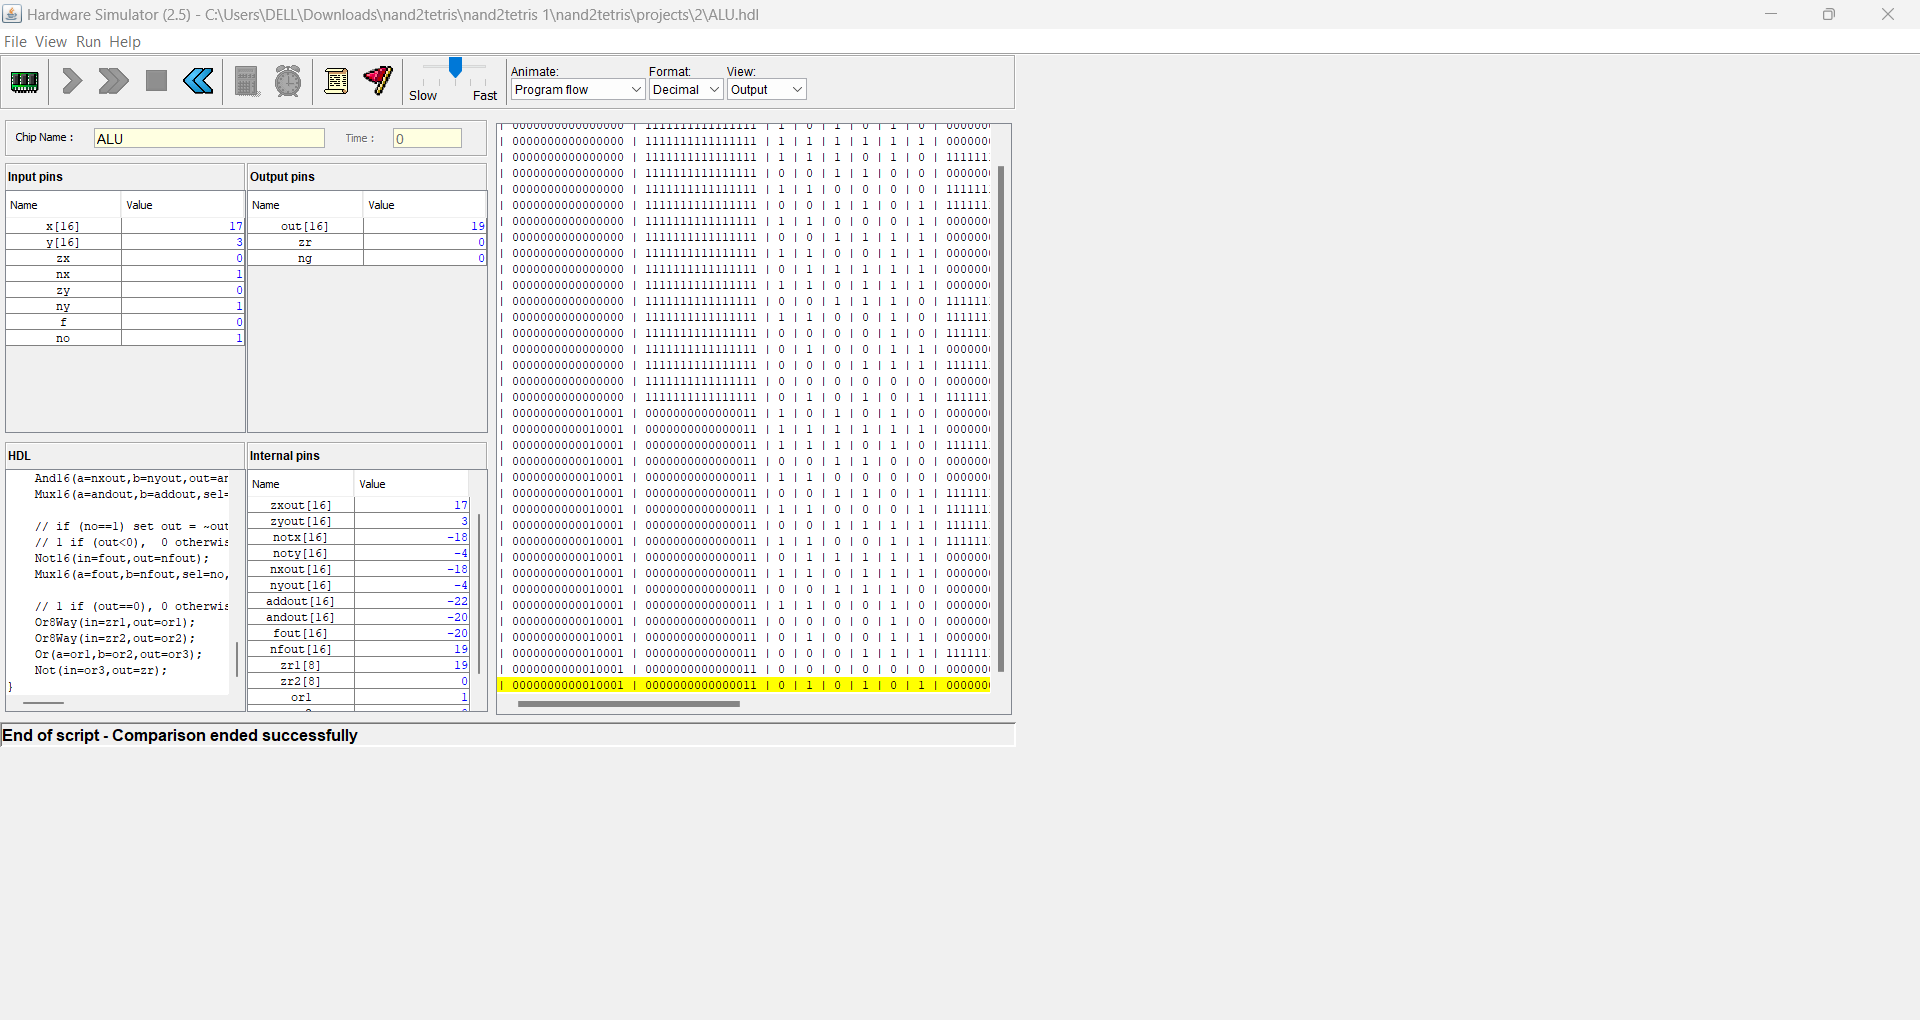 Hardware Simulator (2.5) - C:\Users\DELL\Downloads\nand2tetris\nand2tetris 1\nand2tetris\projects\2\ALU.hdl
File View Run Help
Slow Fast
Animate: Format: View:
Program flow Decimal Output
Chip Name : ALU Time : 0
Input pins
Name Value
x[16] 17
y[16] 3
zx 0
nx 1
zy 0
ny 1
f 0
no 1
Output pins
Name Value
out[16] 19
zr 0
ng 0
HDL
And16(a=nxout,b=nyout,out=an
Mux16(a=andout,b=addout,sel=
// if (no==1) set out = ~out
// 1 if (out<0), 0 otherwis
Not16(in=fout,out=nfout);
Mux16(a=fout,b=nfout,sel=no,
// 1 if (out==0), 0 otherwis
Or8Way(in=zr1,out=or1);
Or8Way(in=zr2,out=or2);
Or(a=or1,b=or2,out=or3);
Not(in=or3,out=zr);
}
Internal pins
Name Value
zxout[16] 17
zyout[16] 3
notx[16] -18
noty[16] -4
nxout[16] -18
nyout[16] -4
addout[16] -22
andout[16] -20
fout[16] -20
nfout[16] 19
zr1[8] 19
zr2[8] 0
or1 1
| 0000000000000000 | 1111111111111111 | 1 | 0 | 1 | 0 | 1 | 0 | 000000
| 0000000000000000 | 1111111111111111 | 1 | 1 | 1 | 1 | 1 | 1 | 000000
| 0000000000000000 | 1111111111111111 | 1 | 1 | 1 | 0 | 1 | 0 | 111111
| 0000000000000000 | 1111111111111111 | 0 | 0 | 1 | 1 | 0 | 0 | 000000
| 0000000000000000 | 1111111111111111 | 1 | 1 | 0 | 0 | 0 | 0 | 111111
| 0000000000000000 | 1111111111111111 | 0 | 0 | 1 | 1 | 0 | 1 | 111111
| 0000000000000000 | 1111111111111111 | 1 | 1 | 0 | 0 | 0 | 1 | 000000
| 0000000000000000 | 1111111111111111 | 0 | 0 | 1 | 1 | 1 | 1 | 000000
| 0000000000000000 | 1111111111111111 | 1 | 1 | 0 | 0 | 1 | 1 | 000000
| 0000000000000000 | 1111111111111111 | 0 | 1 | 1 | 1 | 1 | 1 | 000000
| 0000000000000000 | 1111111111111111 | 1 | 1 | 0 | 1 | 1 | 1 | 000000
| 0000000000000000 | 1111111111111111 | 0 | 0 | 1 | 1 | 1 | 0 | 111111
| 0000000000000000 | 1111111111111111 | 1 | 1 | 0 | 0 | 1 | 0 | 111111
| 0000000000000000 | 1111111111111111 | 0 | 0 | 0 | 0 | 1 | 0 | 111111
| 0000000000000000 | 1111111111111111 | 0 | 1 | 0 | 0 | 1 | 1 | 000000
| 0000000000000000 | 1111111111111111 | 0 | 0 | 0 | 1 | 1 | 1 | 111111
| 0000000000000000 | 1111111111111111 | 0 | 0 | 0 | 0 | 0 | 0 | 000000
| 0000000000000000 | 1111111111111111 | 0 | 1 | 0 | 1 | 0 | 1 | 111111
| 0000000000010001 | 0000000000000011 | 1 | 0 | 1 | 0 | 1 | 0 | 000000
| 0000000000010001 | 0000000000000011 | 1 | 1 | 1 | 1 | 1 | 1 | 000000
| 0000000000010001 | 0000000000000011 | 1 | 1 | 1 | 0 | 1 | 0 | 111111
| 0000000000010001 | 0000000000000011 | 0 | 0 | 1 | 1 | 0 | 0 | 000000
| 0000000000010001 | 0000000000000011 | 1 | 1 | 0 | 0 | 0 | 0 | 000000
| 0000000000010001 | 0000000000000011 | 0 | 0 | 1 | 1 | 0 | 1 | 111111
| 0000000000010001 | 0000000000000011 | 1 | 1 | 0 | 0 | 0 | 1 | 111111
| 0000000000010001 | 0000000000000011 | 0 | 0 | 1 | 1 | 1 | 1 | 111111
| 0000000000010001 | 0000000000000011 | 1 | 1 | 0 | 0 | 1 | 1 | 111111
| 0000000000010001 | 0000000000000011 | 0 | 1 | 1 | 1 | 1 | 1 | 000000
| 0000000000010001 | 0000000000000011 | 1 | 1 | 0 | 1 | 1 | 1 | 000000
| 0000000000010001 | 0000000000000011 | 0 | 0 | 1 | 1 | 1 | 0 | 000000
| 0000000000010001 | 0000000000000011 | 1 | 1 | 0 | 0 | 1 | 0 | 000000
| 0000000000010001 | 0000000000000011 | 0 | 0 | 0 | 0 | 1 | 0 | 000000
| 0000000000010001 | 0000000000000011 | 0 | 1 | 0 | 0 | 1 | 1 | 000000
| 0000000000010001 | 0000000000000011 | 0 | 0 | 0 | 1 | 1 | 1 | 111111
| 0000000000010001 | 0000000000000011 | 0 | 0 | 0 | 0 | 0 | 0 | 000000
| 0000000000010001 | 0000000000000011 | 0 | 1 | 0 | 1 | 0 | 1 | 000000
End of script - Comparison ended successfully